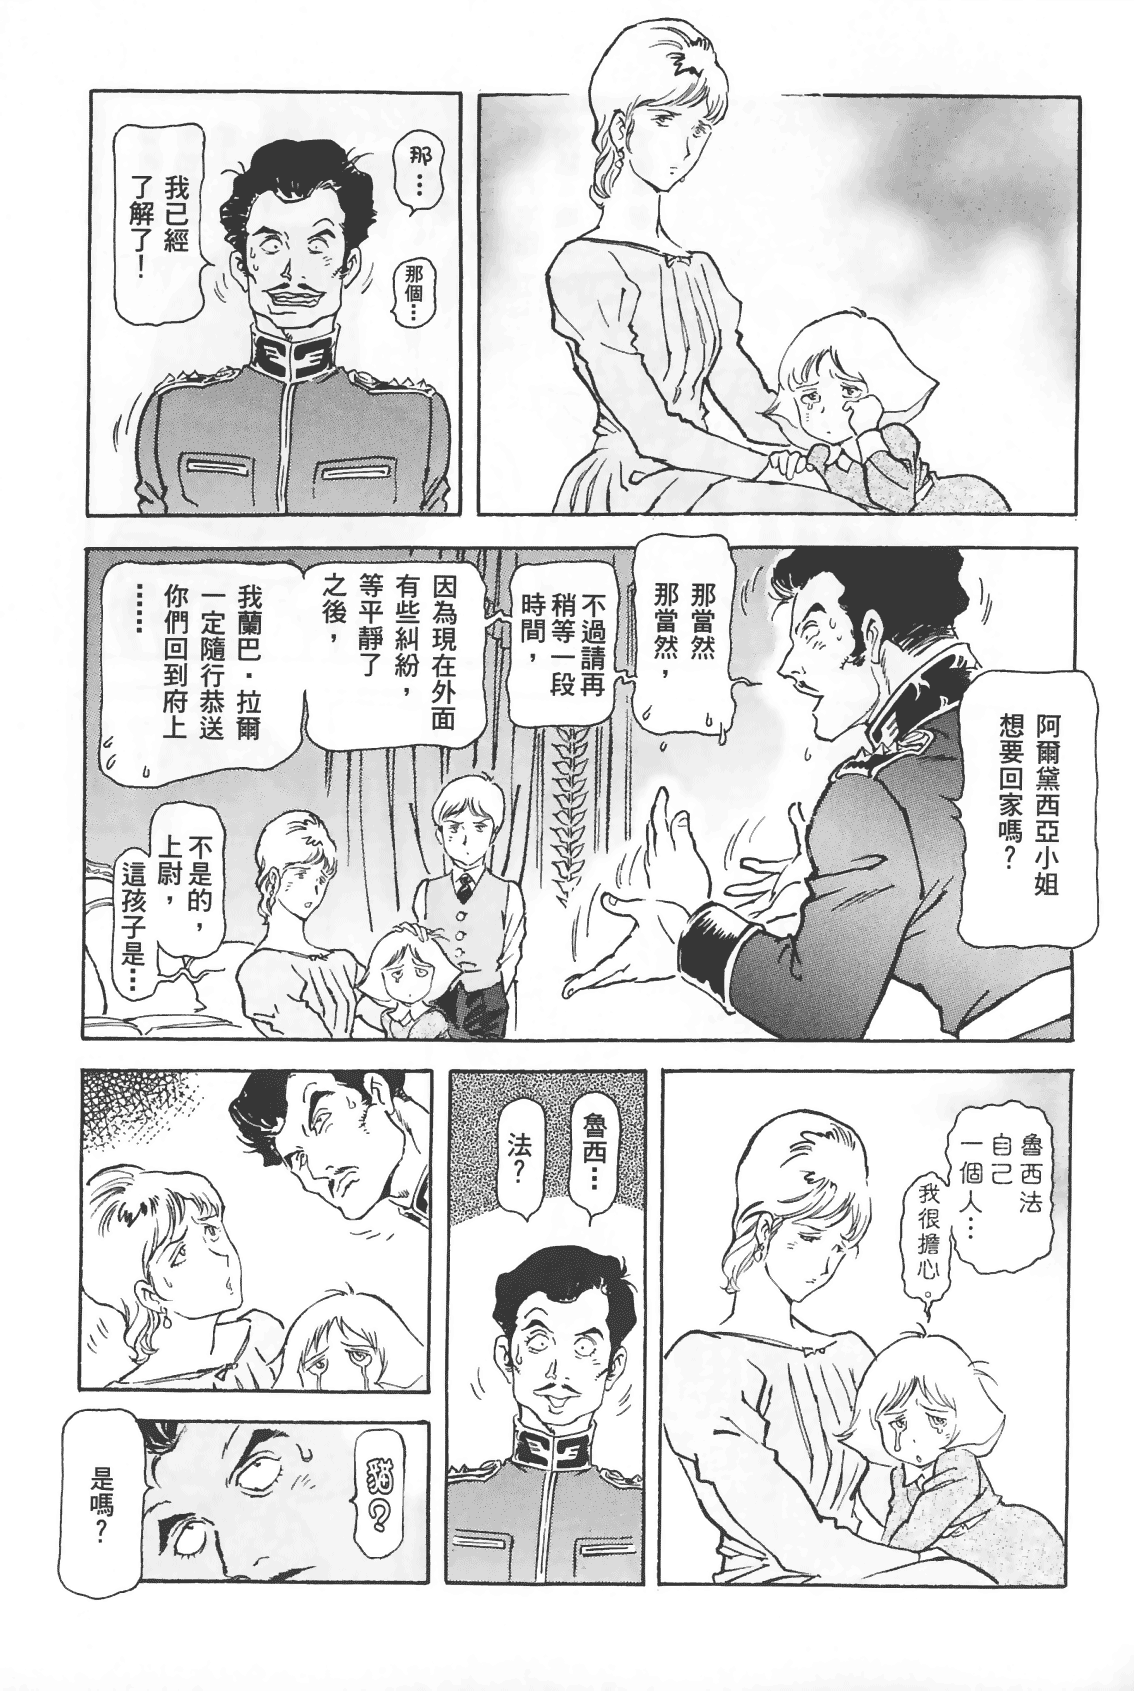 那…
那個…
我已經
了解了！
阿爾黛西亞小姐
想要回家嗎？
那當然
那當然，
不過請再
稍等一段
時間，
因為現在外面
有些糾紛，
等平靜了
之後，
我蘭巴．拉爾
一定隨行恭送
你們回到府上
……
不是的，
上尉，
這孩子是…
魯西法
自己
一個人…
我很擔心。
魯西…
法？
貓？
是嗎？